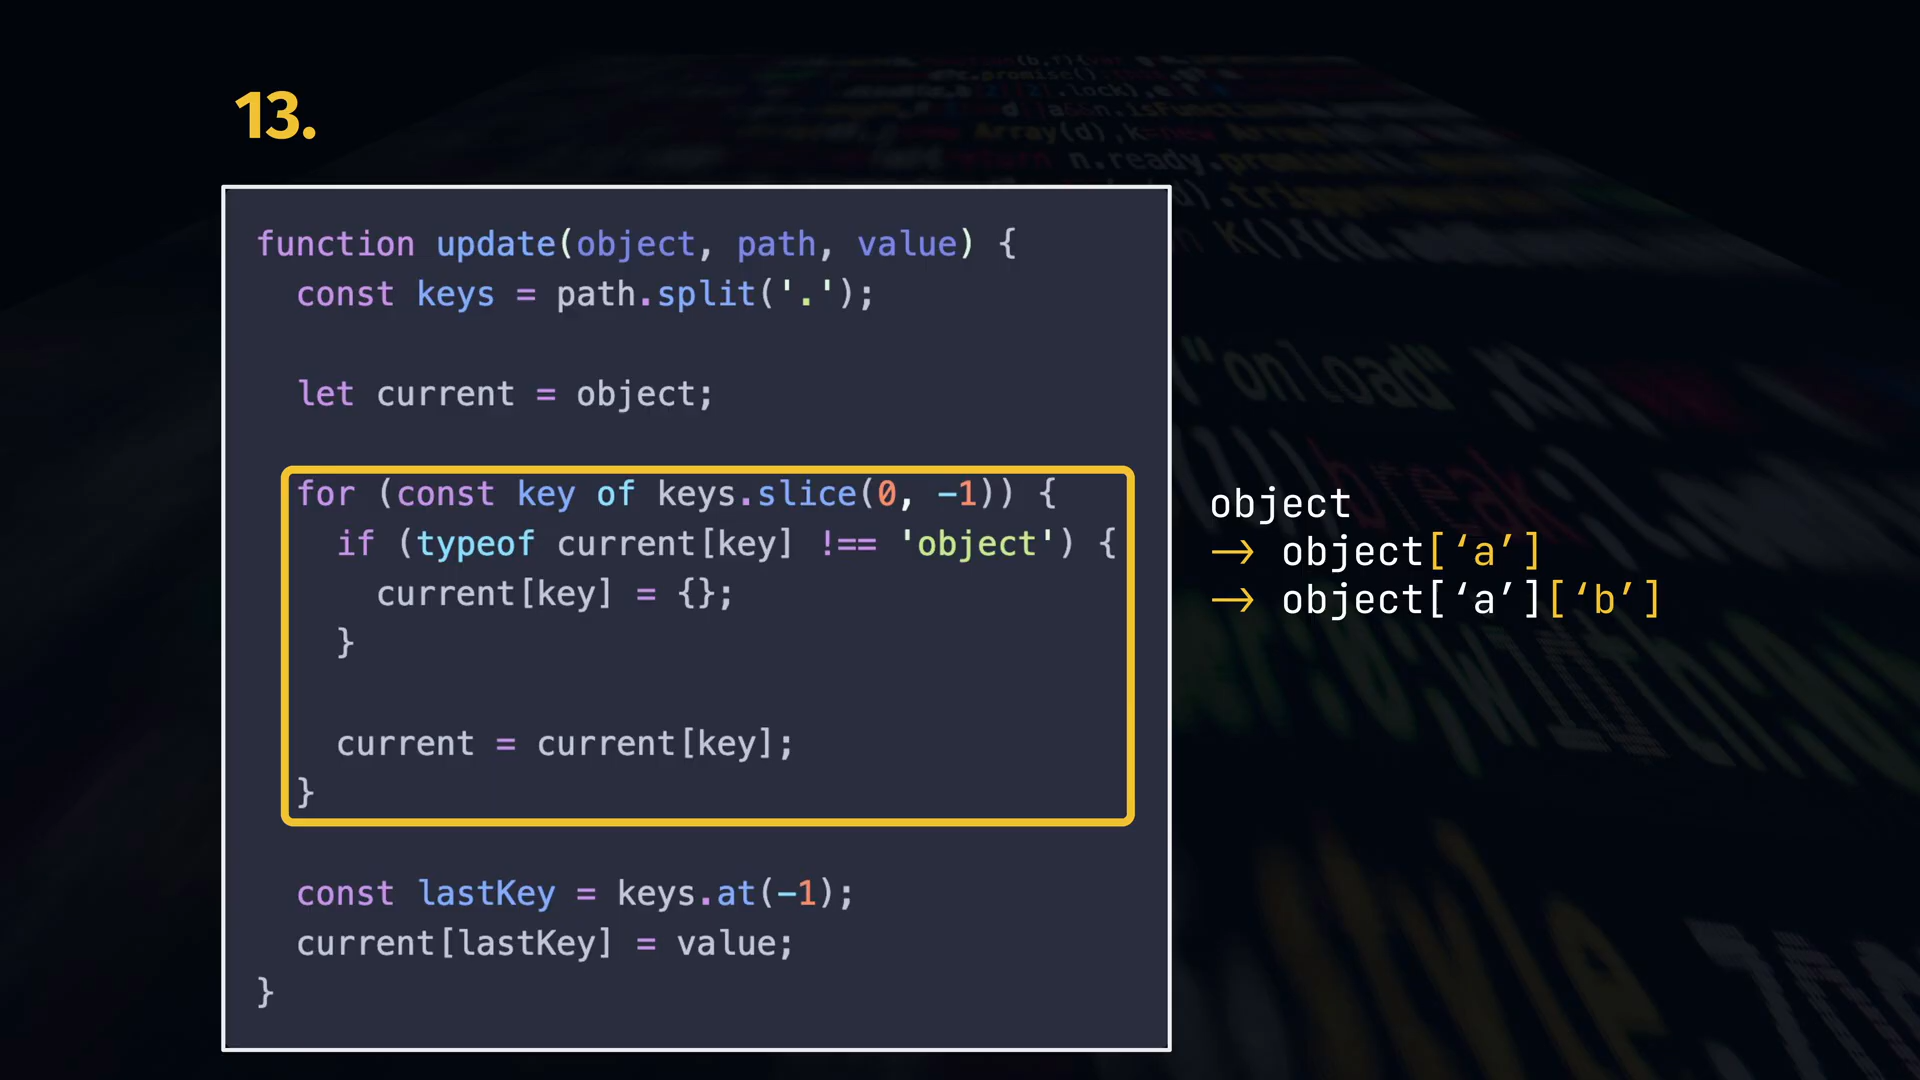 13.
function update(object, path, value) {
const keys = path.split('.');
let current = object;
for (const key of keys.slice(0, -1)) {
if (typeof current[key] !== 'object') {
current[key] = {};
}
current = current[key];
}
const lastKey = keys.at(-1);
current[lastKey] = value;
}
object
→ object[‘a’]
→ object[‘a’][‘b’]
"onload"
break